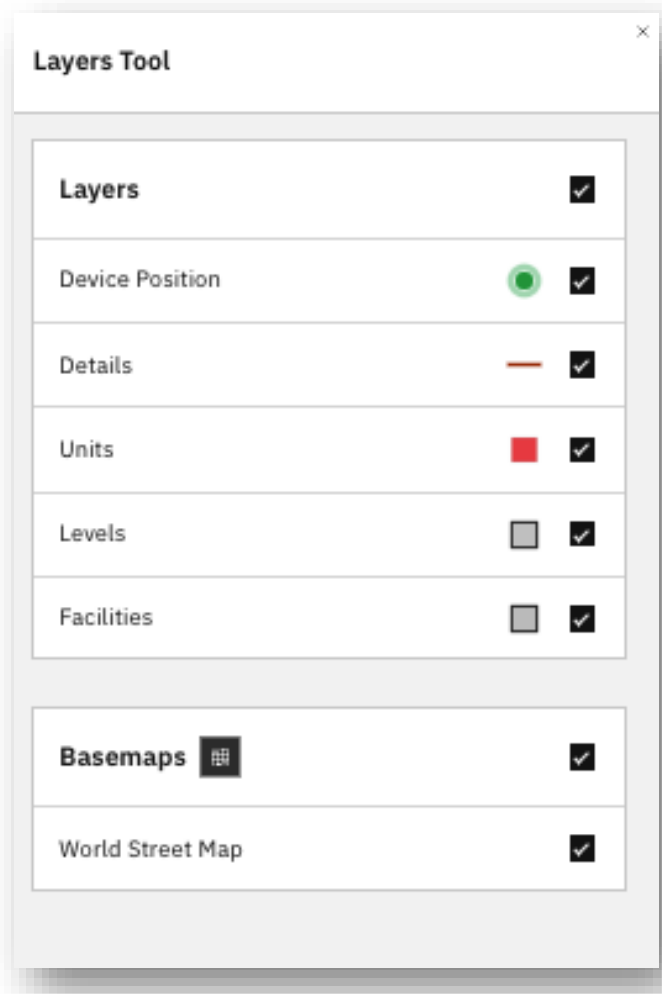 Layers Tool
Layers
Device Position
Details
Units
Levels
Facilities
Basemaps
World Street Map